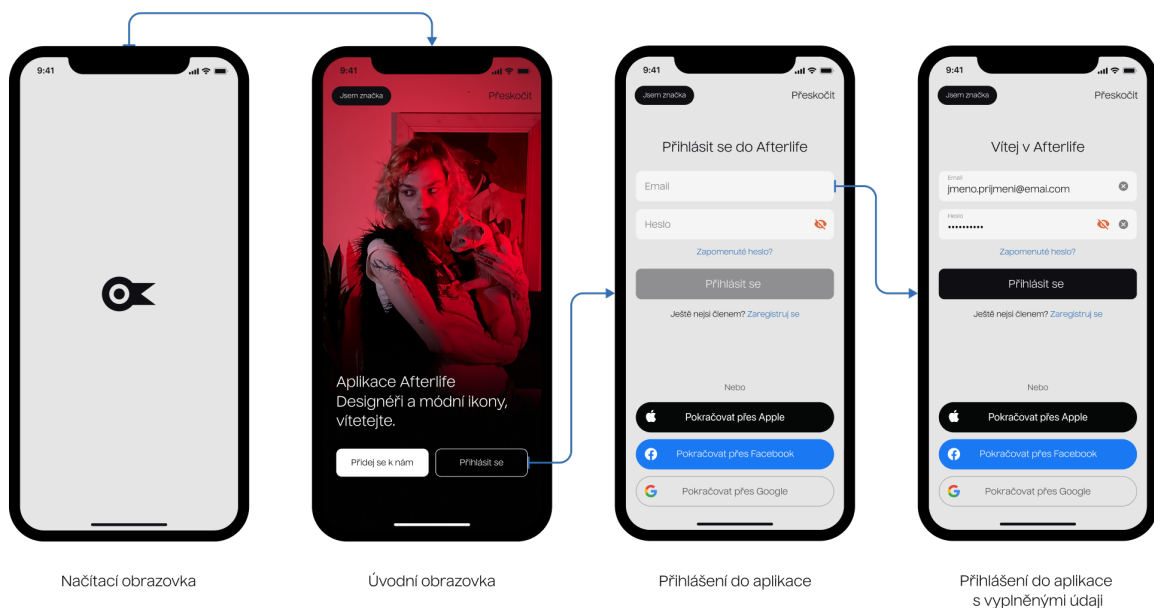 9:41
Načítací obrazovka
9:41
Jsem značka
Přeskočit
Aplikace Afterlife
Designéři a módní ikony,
vítetejte.
Přidej se k nám
Přihlásit se
Úvodní obrazovka
9:41
Jsem značka
Přeskočit
Přihlásit se do Afterlife
Email
Heslo
Zapomenuté heslo?
Přihlásit se
Ještě nejsi členem? Zaregistruj se
Nebo
Pokračovat přes Apple
Pokračovat přes Facebook
Pokračovat přes Google
Přihlášení do aplikace
9:41
Jsem značka
Přeskočit
Vítej v Afterlife
Email
jmeno.prijmeni@emai.com
Heslo
••••••••••
Zapomenuté heslo?
Přihlásit se
Ještě nejsi členem? Zaregistruj se
Nebo
Pokračovat přes Apple
Pokračovat přes Facebook
Pokračovat přes Google
Přihlášení do aplikace
s vyplněnými údaji